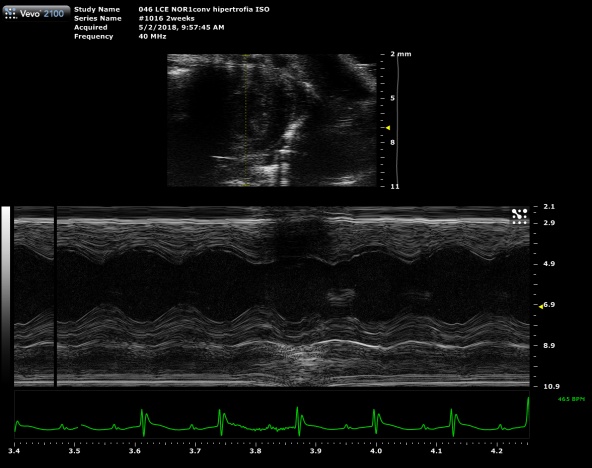 Vevo 2100
Study Name 046 LCE NOR1conv hipertrofia ISO
Series Name #1016 2weeks
Acquired 5/2/2018, 9:57:45 AM
Frequency 40 MHz
2 mm
5
8
11
2.1
2.9
4.9
6.9
8.9
10.9
465 BPM
3.4 3.5 3.6 3.7 3.8 3.9 4.0 4.1 4.2